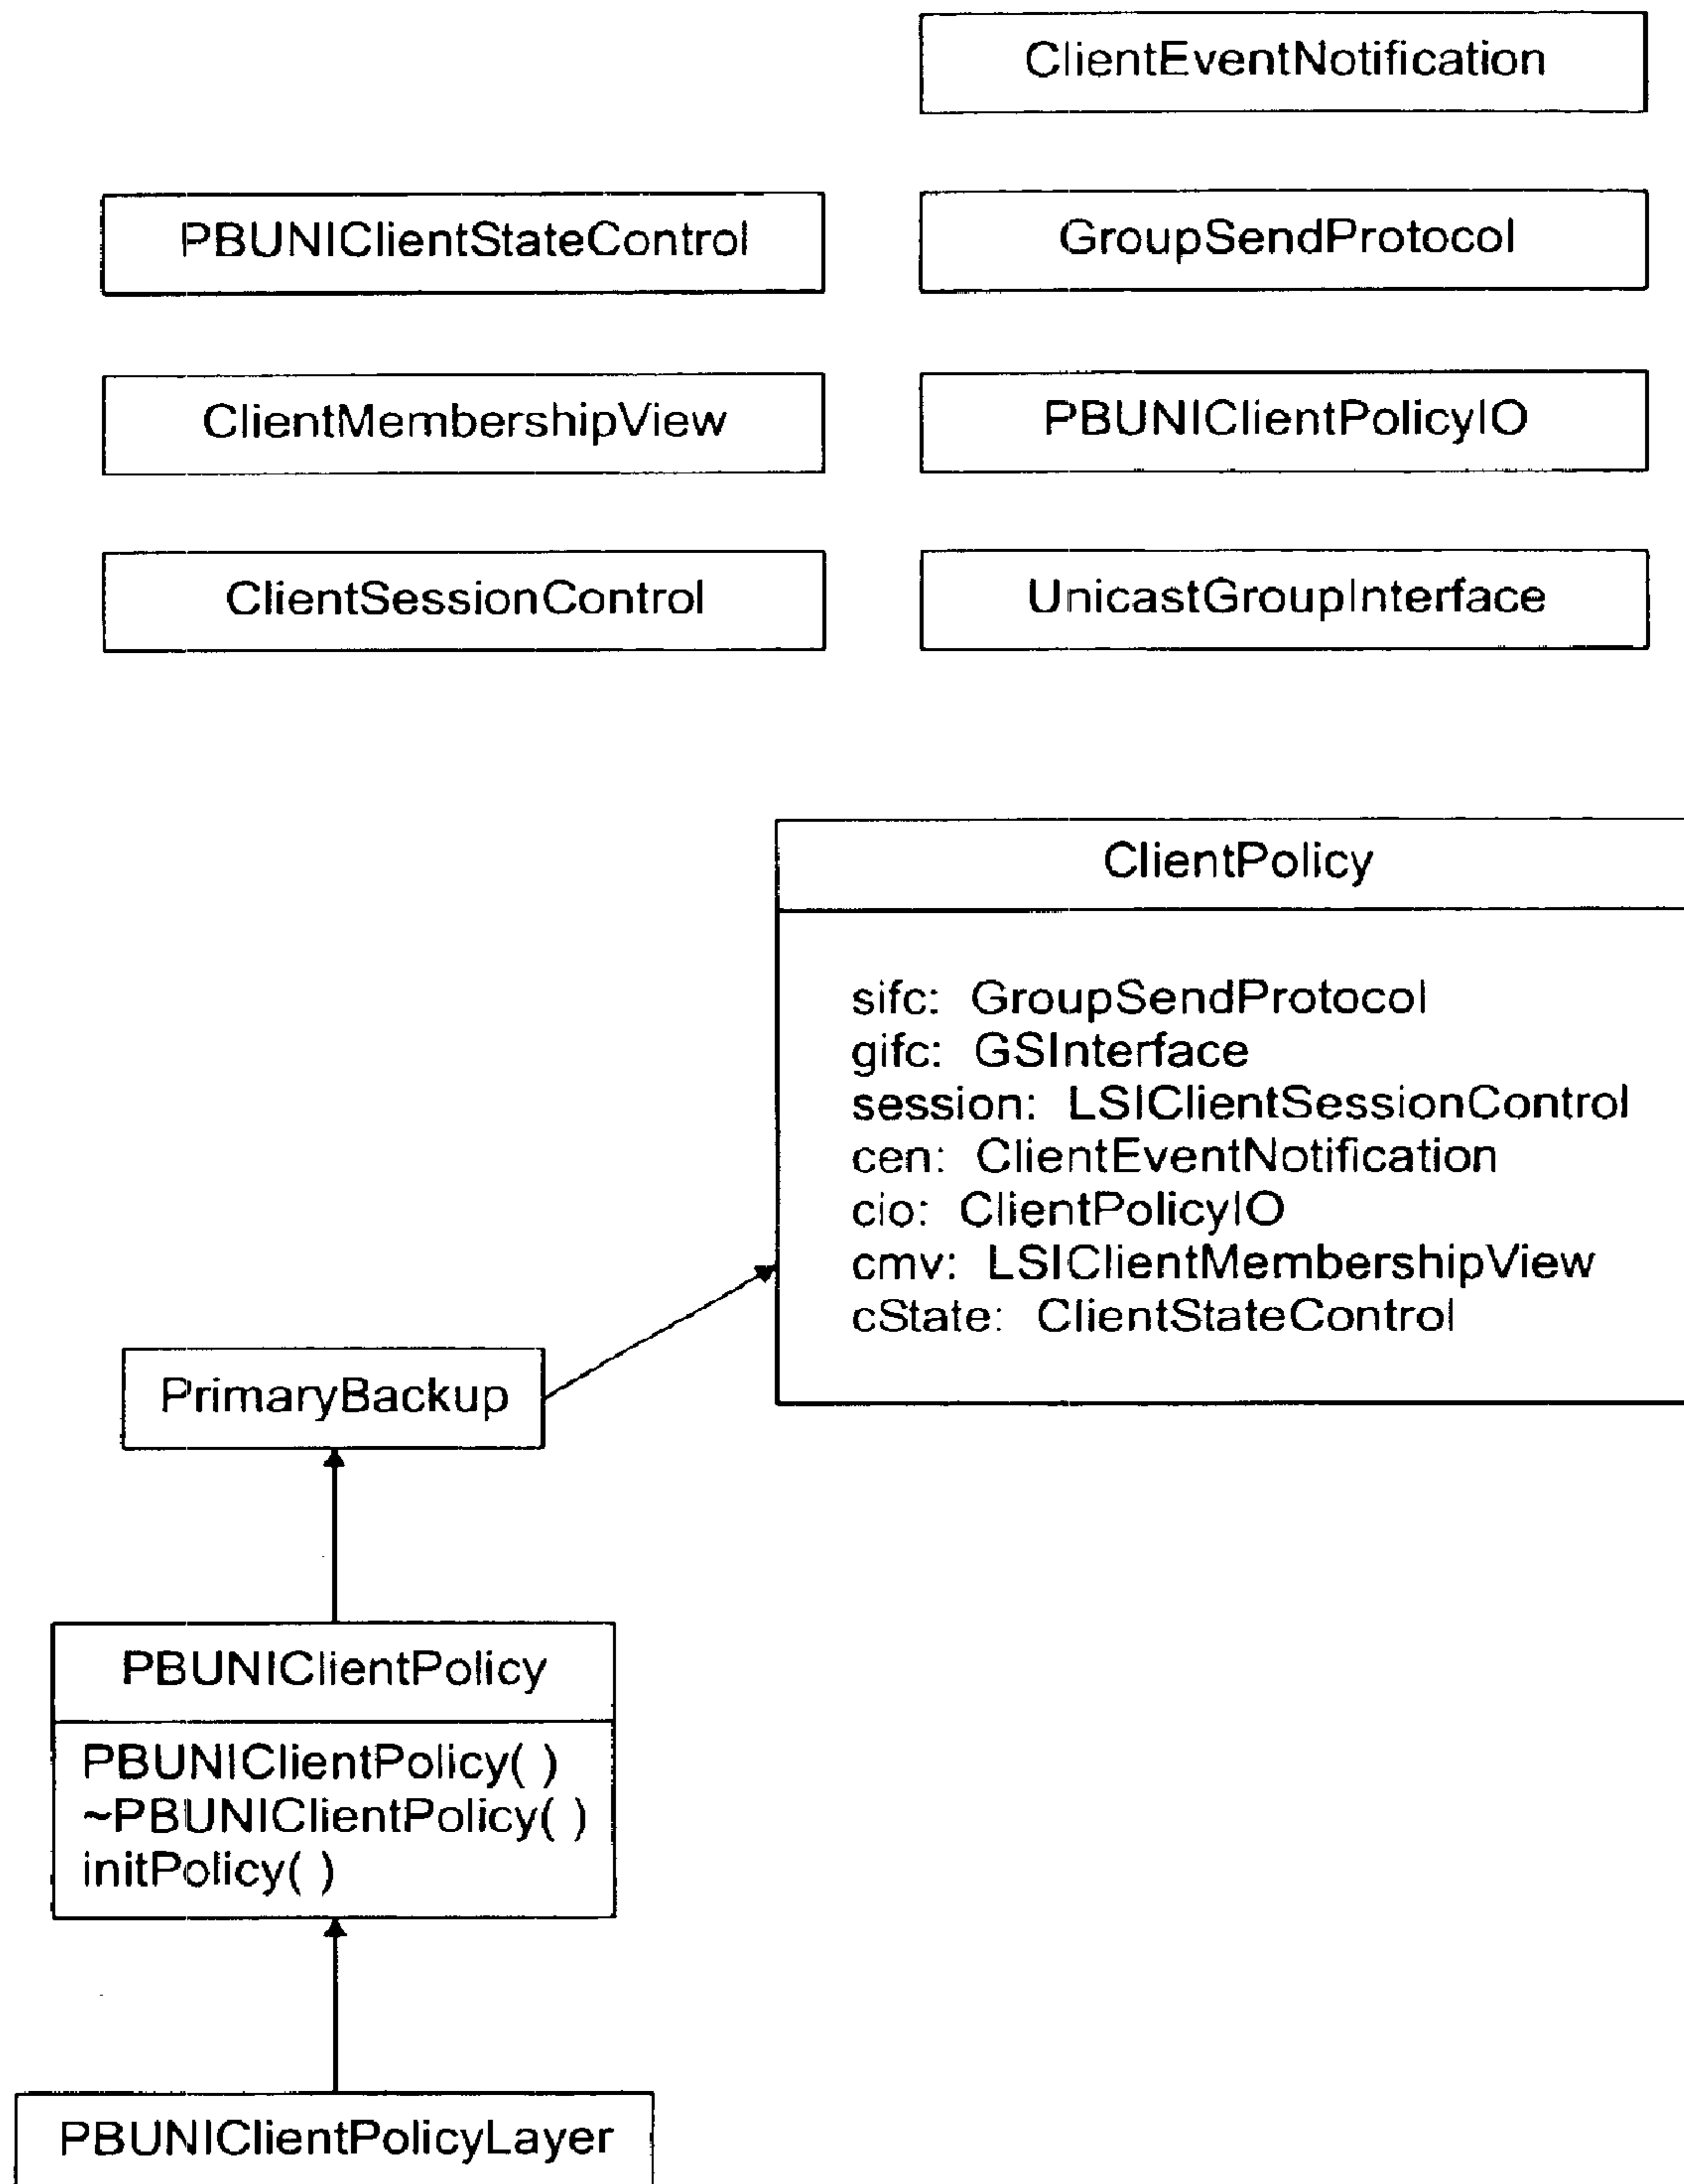 ClientEventNotification
PBUNIClientStateControl
GroupSendProtocol
ClientMembershipView
PBUNIClientPolicyIO
ClientSessionControl
UnicastGroupInterface
ClientPolicy
sifc: GroupSendProtocol
gifc: GSInterface
session: LSIClientSessionControl
cen: ClientEventNotification
cio: ClientPolicyIO
cmv: LSIClientMembershipView
cState: ClientStateControl
PrimaryBackup
PBUNIClientPolicy
PBUNIClientPolicy( )
~PBUNIClientPolicy( )
initPolicy( )
PBUNIClientPolicyLayer